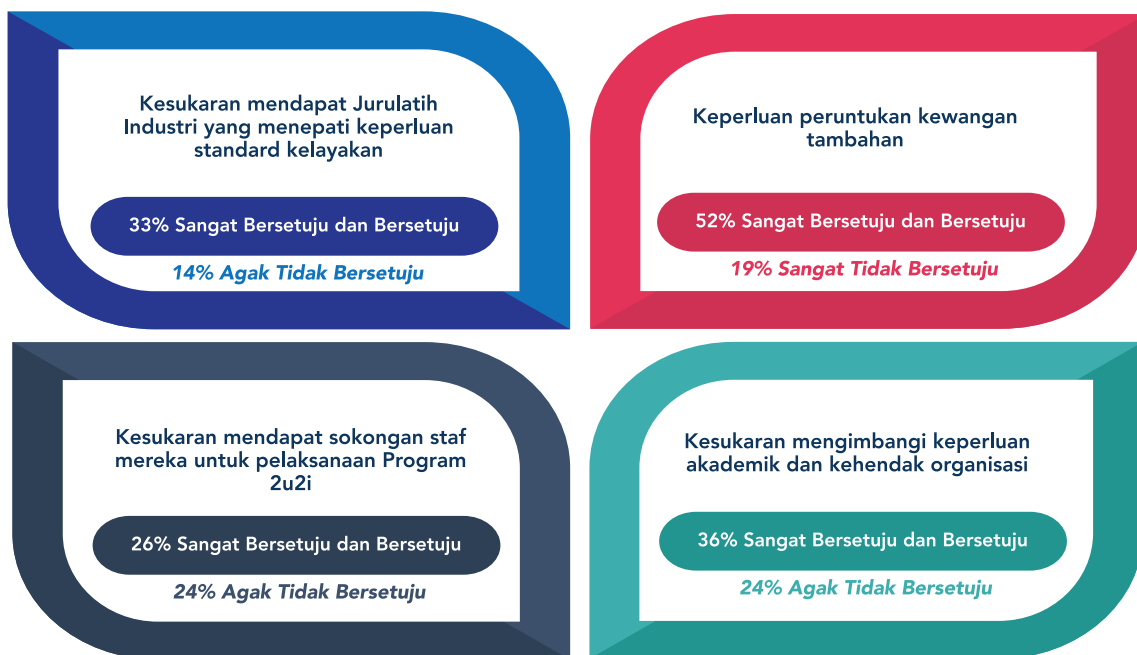 Kesukaran mendapat Jurulatih
Industri yang menepati keperluan
standard kelayakan
33% Sangat Bersetuju dan Bersetuju
14% Agak Tidak Bersetuju
Keperluan peruntukan kewangan
tambahan
52% Sangat Bersetuju dan Bersetuju
19% Sangat Tidak Bersetuju
Kesukaran mendapat sokongan staf
mereka untuk pelaksanaan Program
2u2i
26% Sangat Bersetuju dan Bersetuju
24% Agak Tidak Bersetuju
Kesukaran mengimbangi keperluan
akademik dan kehendak organisasi
36% Sangat Bersetuju dan Bersetuju
24% Agak Tidak Bersetuju